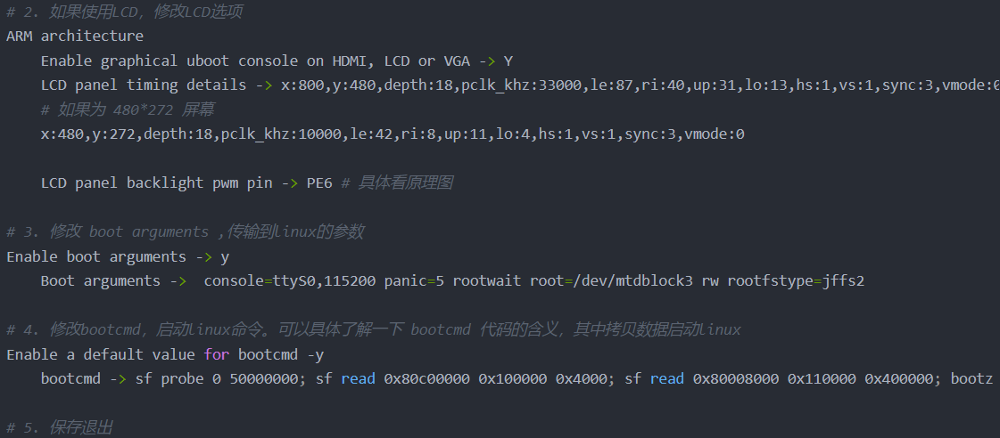 # 2. 如果使用LCD，修改LCD选项
ARM architecture
    Enable graphical uboot console on HDMI, LCD or VGA -> Y
    LCD panel timing details -> x:800,y:480,depth:18,pclk_khz:33000,le:87,ri:40,up:31,lo:13,hs:1,vs:1,sync:3,vmode:0
    # 如果为 480*272 屏幕
    x:480,y:272,depth:18,pclk_khz:10000,le:42,ri:8,up:11,lo:4,hs:1,vs:1,sync:3,vmode:0
    LCD panel backlight pwm pin -> PE6 # 具体看原理图
# 3. 修改 boot arguments ,传输到linux的参数
Enable boot arguments -> y
    Boot arguments ->  console=ttyS0,115200 panic=5 rootwait root=/dev/mtdblock3 rw rootfstype=jffs2
# 4. 修改bootcmd，启动linux命令。可以具体了解一下 bootcmd 代码的含义，其中拷贝数据启动linux
Enable a default value for bootcmd -y
    bootcmd -> sf probe 0 50000000; sf read 0x80c00000 0x100000 0x4000; sf read 0x80008000 0x110000 0x400000; bootz
# 5. 保存退出